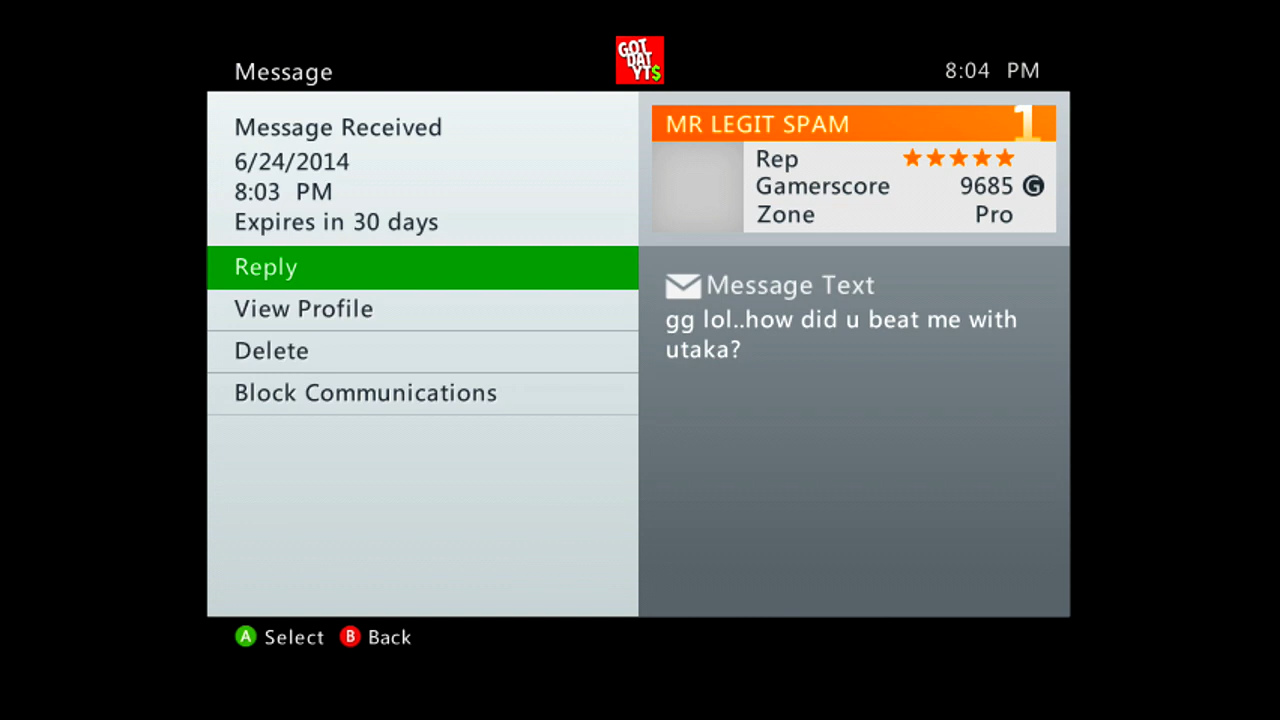 Message
GOT
DAT
YT$
8:04 PM
Message Received
6/24/2014
8:03 PM
Expires in 30 days
Reply
View Profile
Delete
Block Communications
MR LEGIT SPAM
1
Rep
Gamerscore 9685 G
Zone Pro
Message Text
gg lol..how did u beat me with
utaka?
A Select B Back